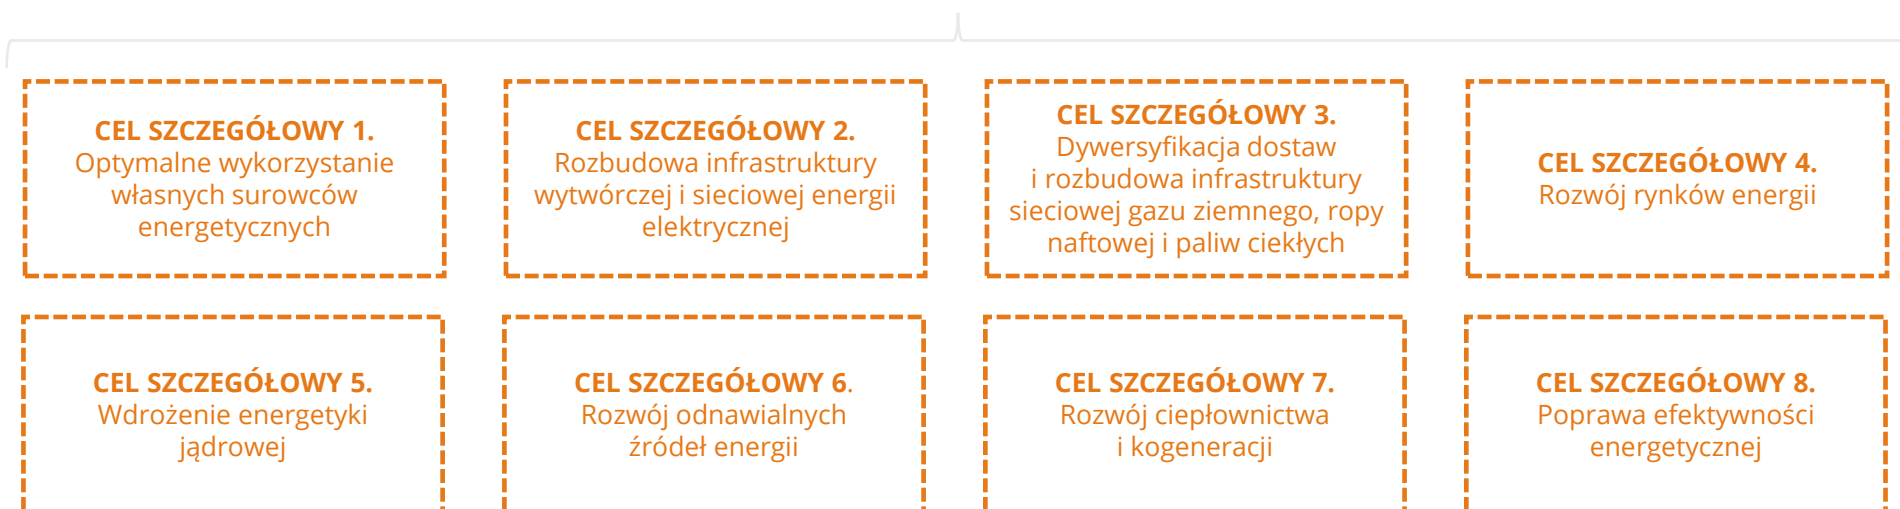 CEL SZCZEGÓŁOWY 1.
Optymalne wykorzystanie
własnych surowców
energetycznych
CEL SZCZEGÓŁOWY 2.
Rozbudowa infrastruktury
wytwórczej i sieciowej energii
elektrycznej
CEL SZCZEGÓŁOWY 3.
Dywersyfikacja dostaw
i rozbudowa infrastruktury
sieciowej gazu ziemnego, ropy
naftowej i paliw ciekłych
CEL SZCZEGÓŁOWY 4.
Rozwój rynków energii
CEL SZCZEGÓŁOWY 5.
Wdrożenie energetyki
jądrowej
CEL SZCZEGÓŁOWY 6.
Rozwój odnawialnych
źródeł energii
CEL SZCZEGÓŁOWY 7.
Rozwój ciepłownictwa
i kogeneracji
CEL SZCZEGÓŁOWY 8.
Poprawa efektywności
energetycznej